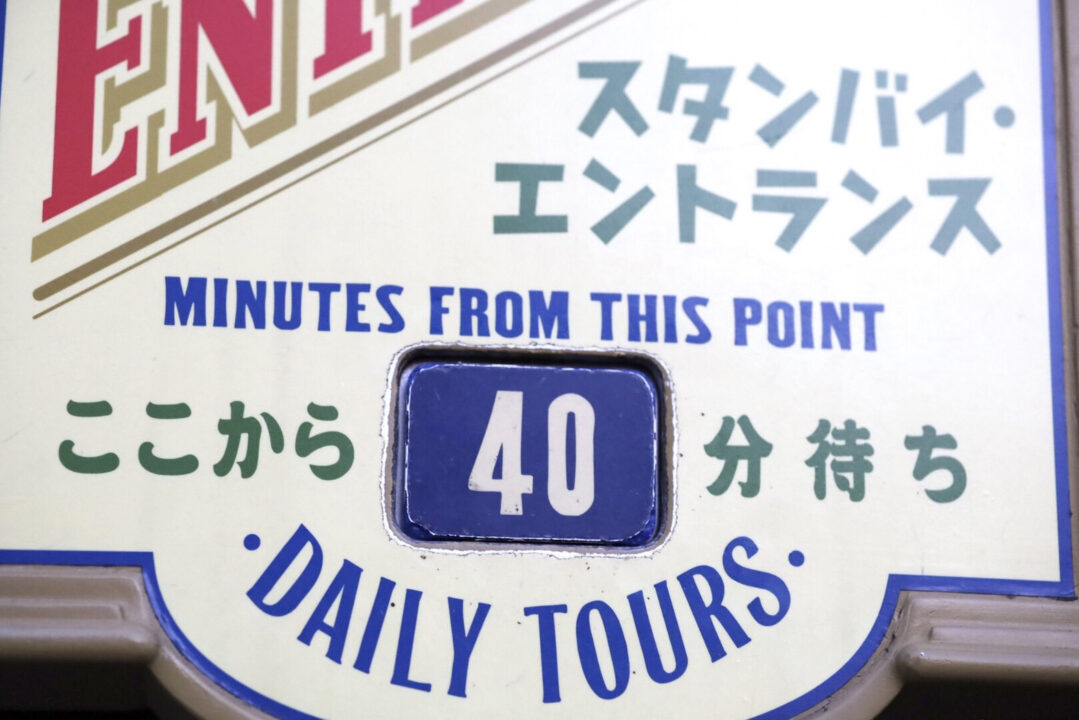 スタンバイ・
エントランス
MINUTES FROM THIS POINT
ここから 40 分待ち
・DAILY TOURS・